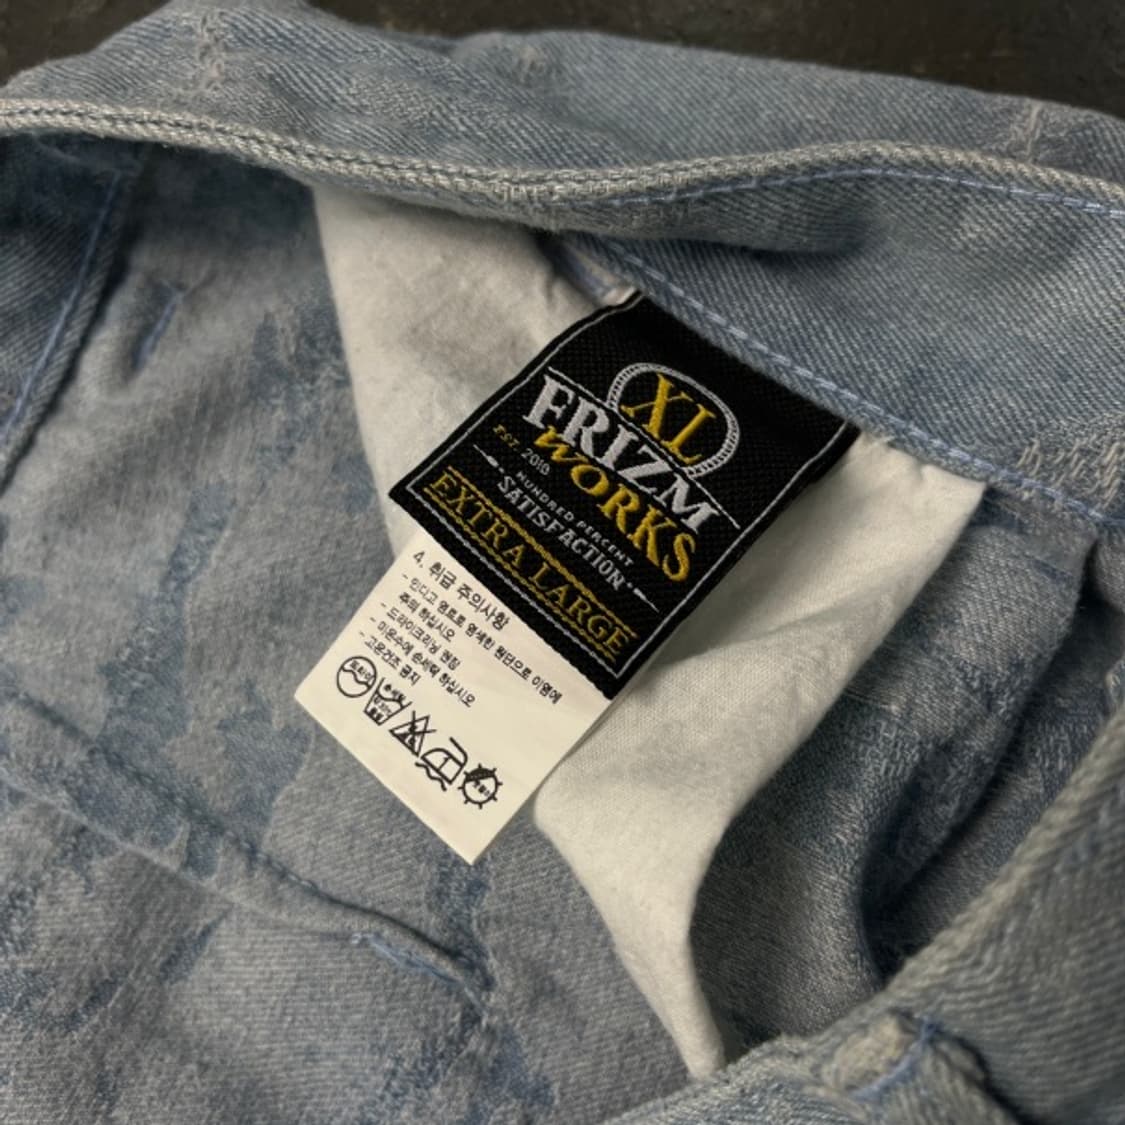 XL
FRIZM
WORKS
EST. 2010
HUNDRED PERCENT
SATISFACTION
EXTRA LARGE
4. 취급 주의사항
- 인디고 염료로 염색한 원단으로 이염에
주의 하십시오
- 드라이크리닝 권장
- 미온수에 손세탁 하십시오
- 고온건조 금지